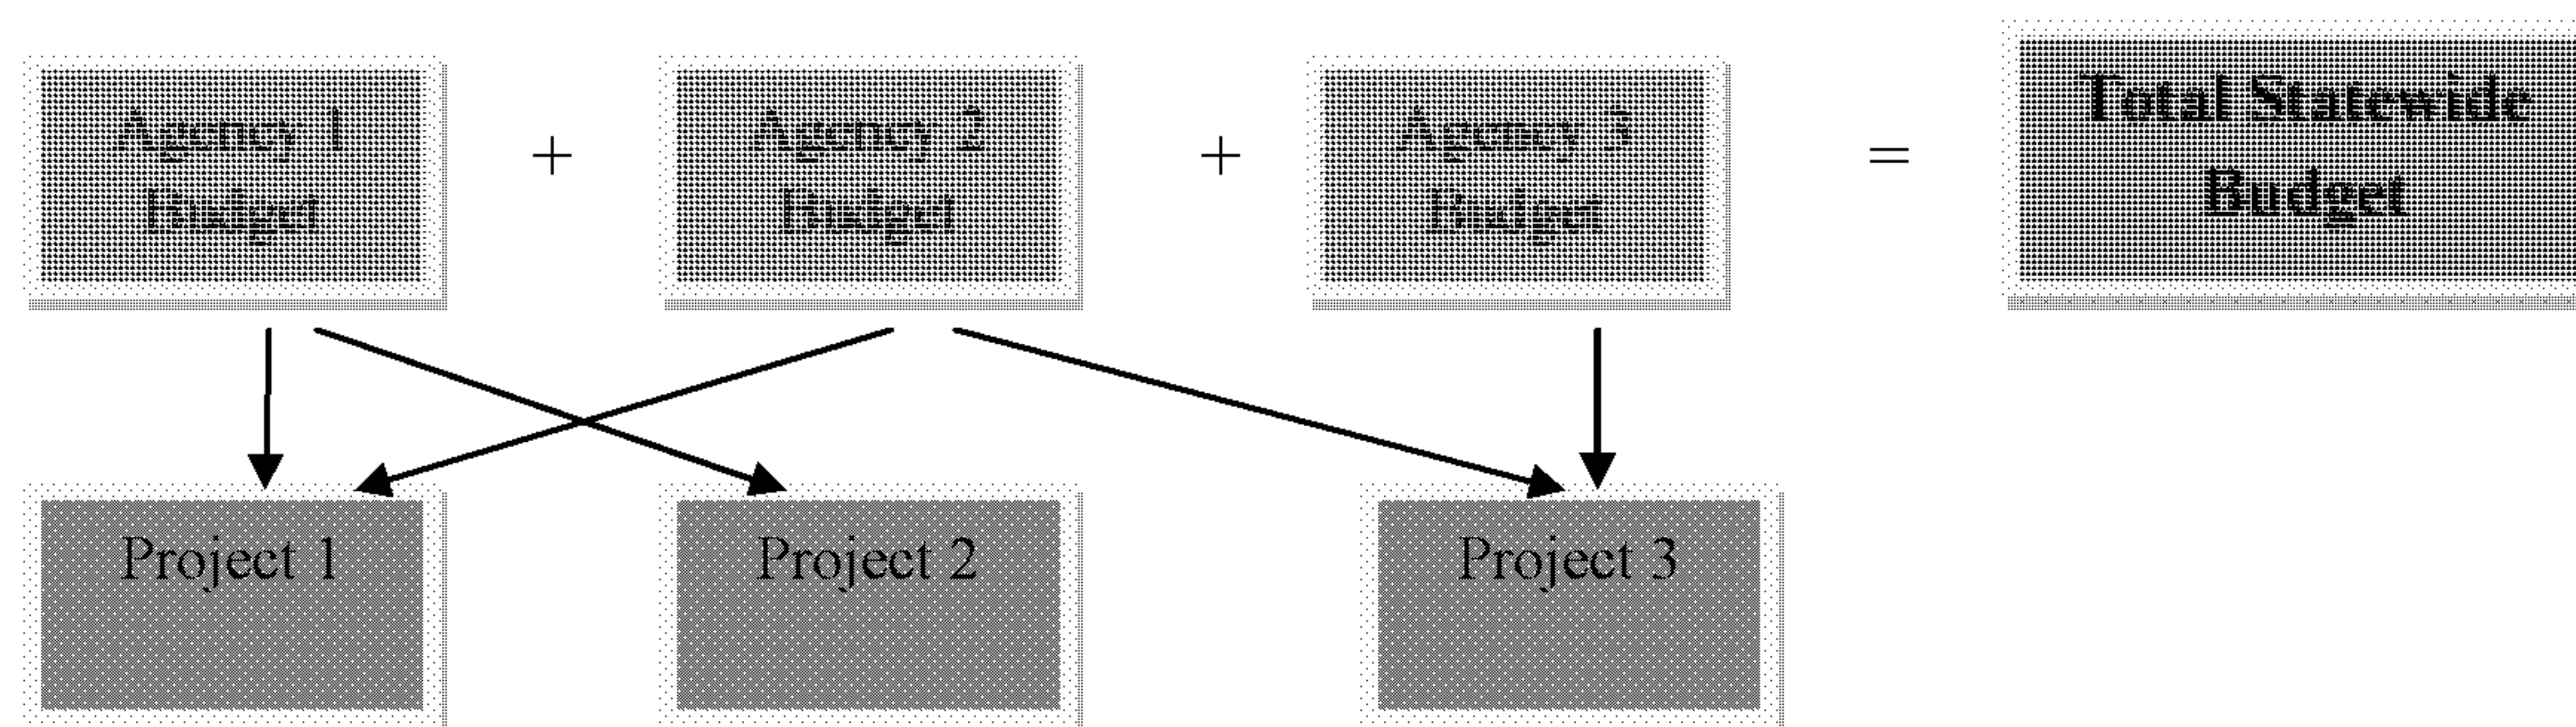 Agency 1
Budget
+
Agency 2
Budget
+
Agency 3
Budget
=
Total Statewide
Budget
Project 1
Project 2
Project 3